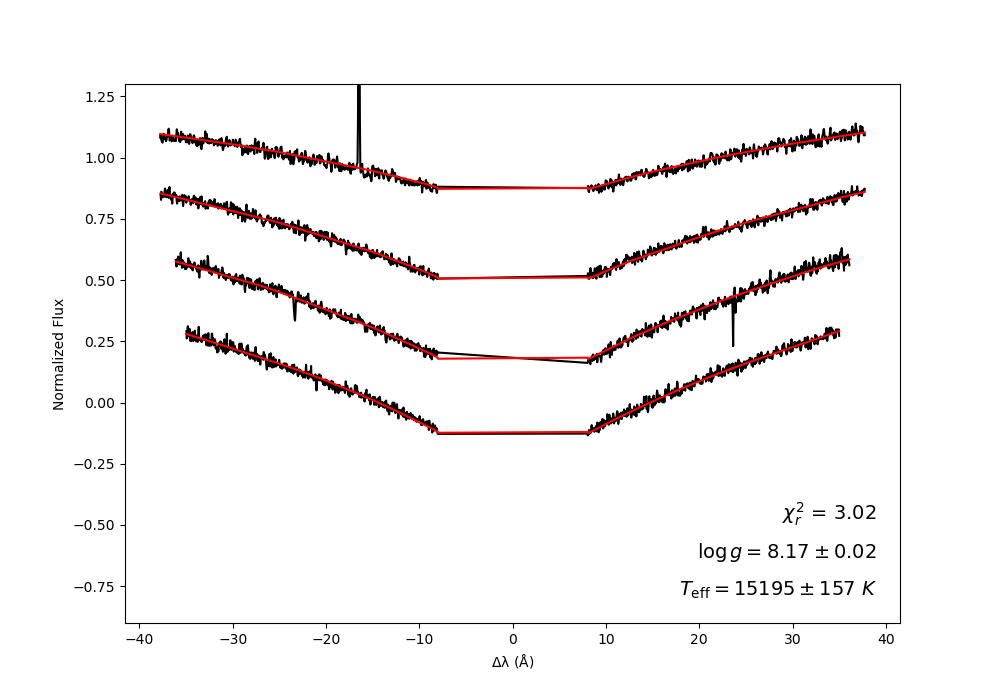 1.25
1.00
0.75
0.50
0.25
0.00
−0.25
−0.50
−0.75
Normalized Flux
χ²ᵣ = 3.02
log g = 8.17 ± 0.02
T_eff = 15195 ± 157 K
−40 −30 −20 −10 0 10 20 30 40
Δλ (Å)